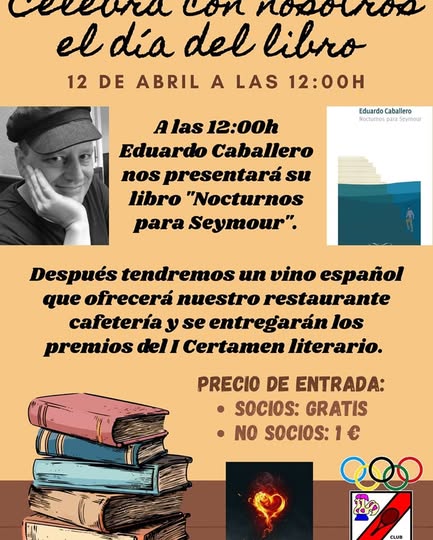 Celebra con nosotros
el día del libro
12 DE ABRIL A LAS 12:00H
A las 12:00h
Eduardo Caballero
nos presentará su
libro "Nocturnos
para Seymour".
Eduardo Caballero
Nocturnos para Seymour
Después tendremos un vino español
que ofrecerá nuestro restaurante
cafetería y se entregarán los
premios del I Certamen literario.
PRECIO DE ENTRADA:
• SOCIOS: GRATIS
• NO SOCIOS: 1 €
CLUB